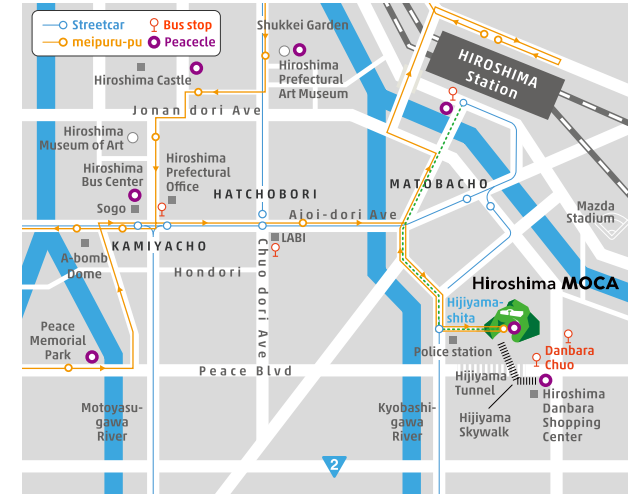 Streetcar
Bus stop
meipuru-pu
Peacecle
Shukkei Garden
Hiroshima Castle
Hiroshima
Prefectural
Art Museum
HIROSHIMA
Station
Jonan dori Ave
Hiroshima
Museum of Art
Hiroshima
Bus Center
Sogo
Hiroshima
Prefectural
Office
HATCHOBORI
MATOBACHO
Aioi-dori Ave
Mazda
Stadium
KAMIYACHO
LABI
A-bomb
Dome
Hondori
Chuo dori Ave
Hiroshima MOCA
Hijiyama-
shita
Peace
Memorial
Park
Police station
Danbara
Chuo
Peace Blvd
Hijiyama
Tunnel
Hiroshima
Danbara
Shopping
Center
Hijiyama
Skywalk
Motoyasu-
gawa
River
Kyobashi-
gawa
River
2